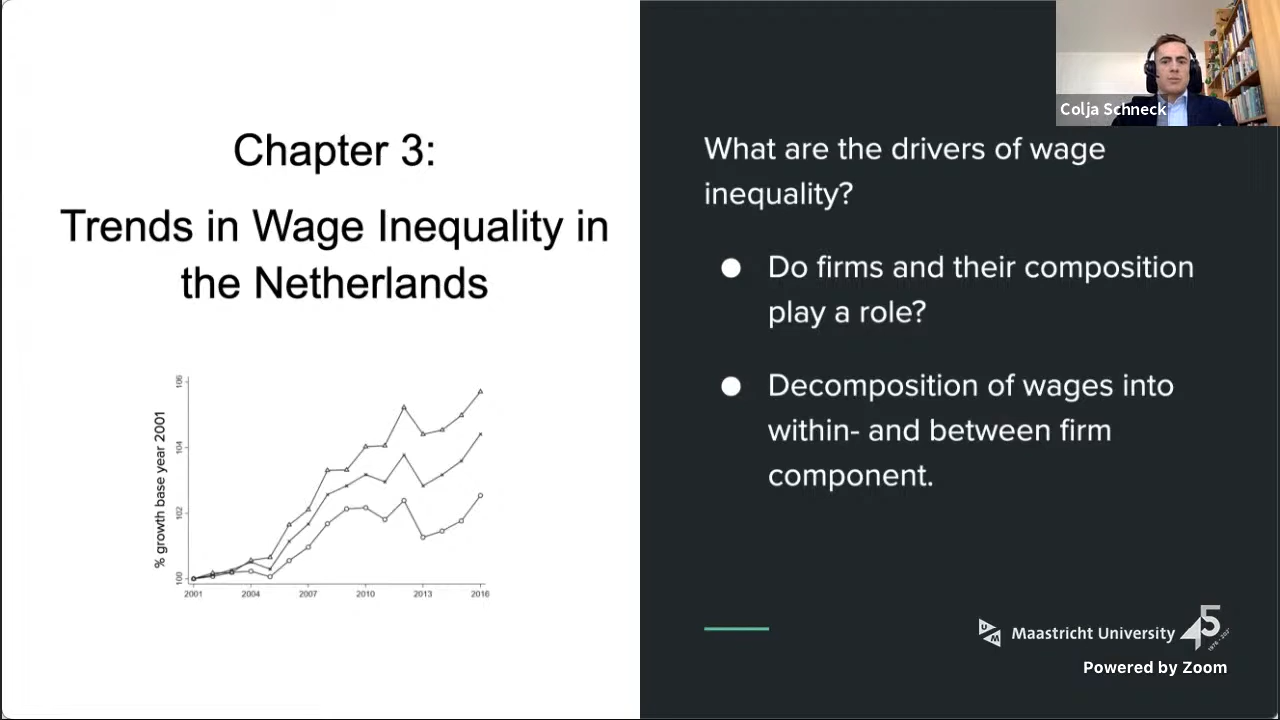 Colja Schneck
Chapter 3:
Trends in Wage Inequality in
the Netherlands
% growth base year 2001
106
104
102
100
2001 2004 2007 2010 2013 2016
What are the drivers of wage
inequality?
● Do firms and their composition
play a role?
● Decomposition of wages into
within- and between firm
component.
UM
Maastricht University
45
Powered by Zoom